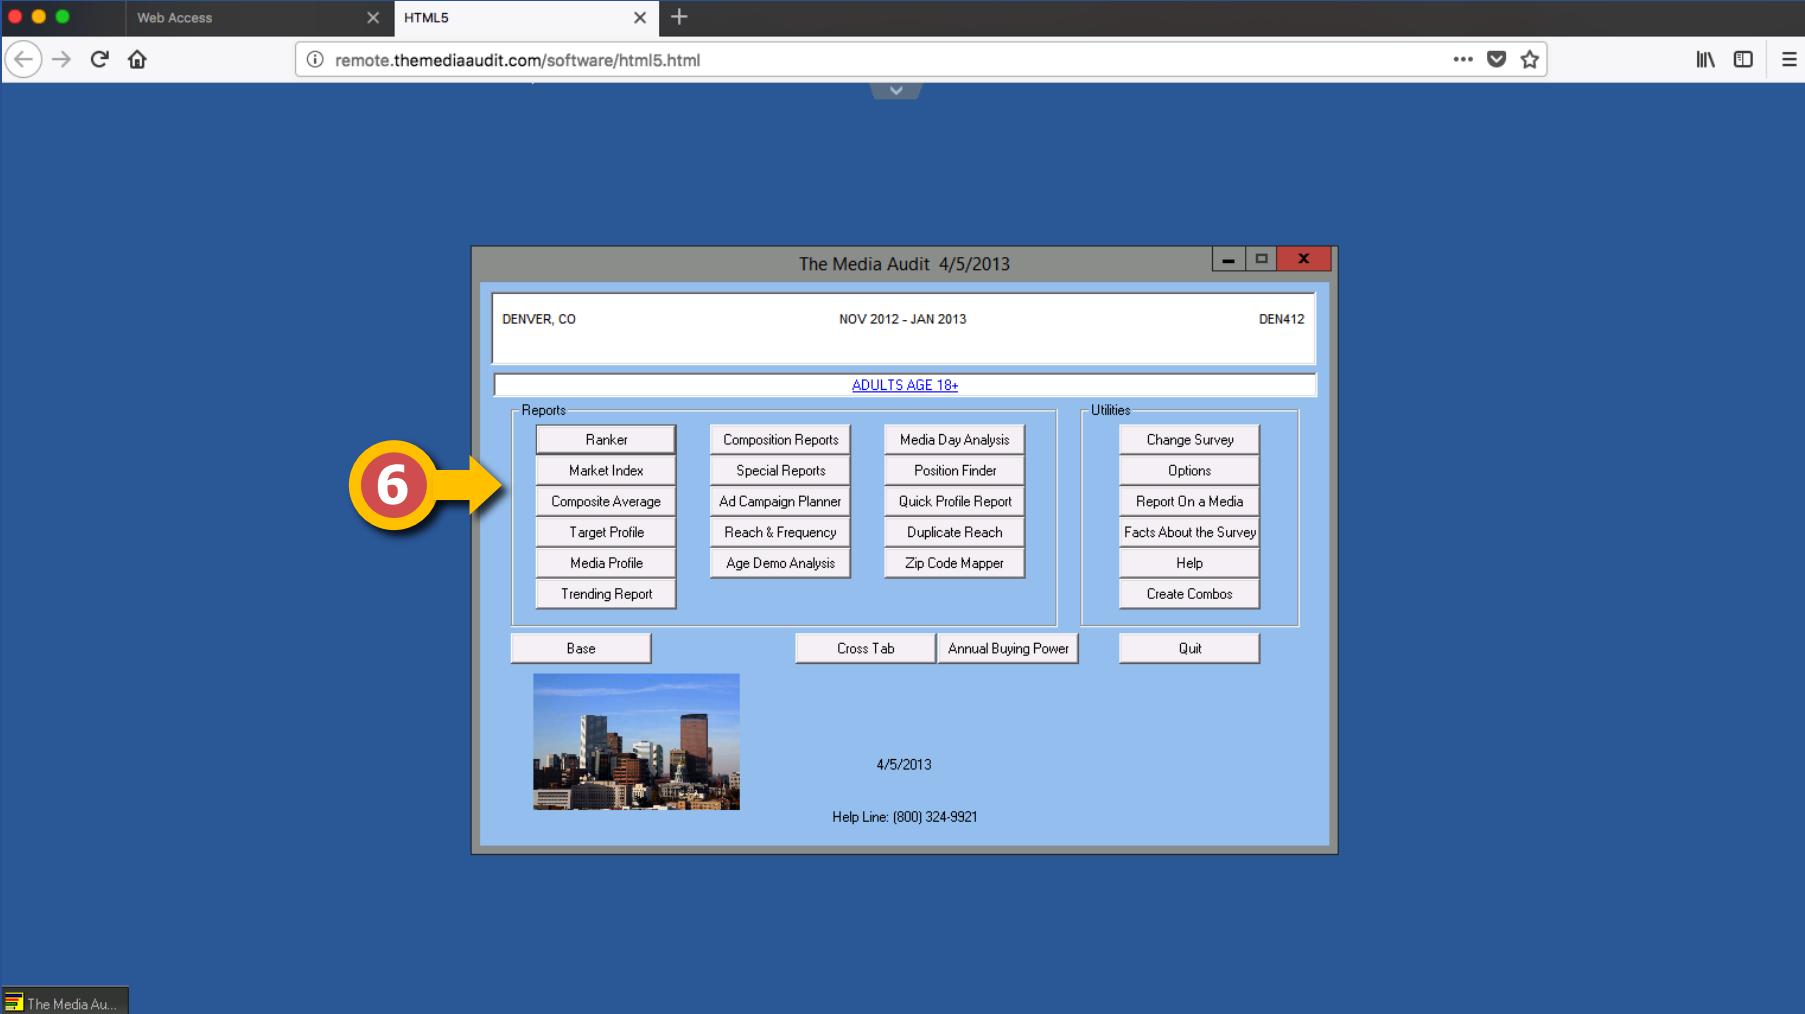 Web Access
HTML5
remote.themediaaudit.com/software/html5.html
The Media Audit 4/5/2013
DENVER, CO NOV 2012 - JAN 2013 DEN412
ADULTS AGE 18+
Reports Utilities
Ranker Composition Reports Media Day Analysis Change Survey
Market Index Special Reports Position Finder Options
6
Composite Average Ad Campaign Planner Quick Profile Report Report On a Media
Target Profile Reach & Frequency Duplicate Reach Facts About the Survey
Media Profile Age Demo Analysis Zip Code Mapper Help
Trending Report Create Combos
Base Cross Tab Annual Buying Power Quit
4/5/2013
Help Line: (800) 324-9921
The Media Au...